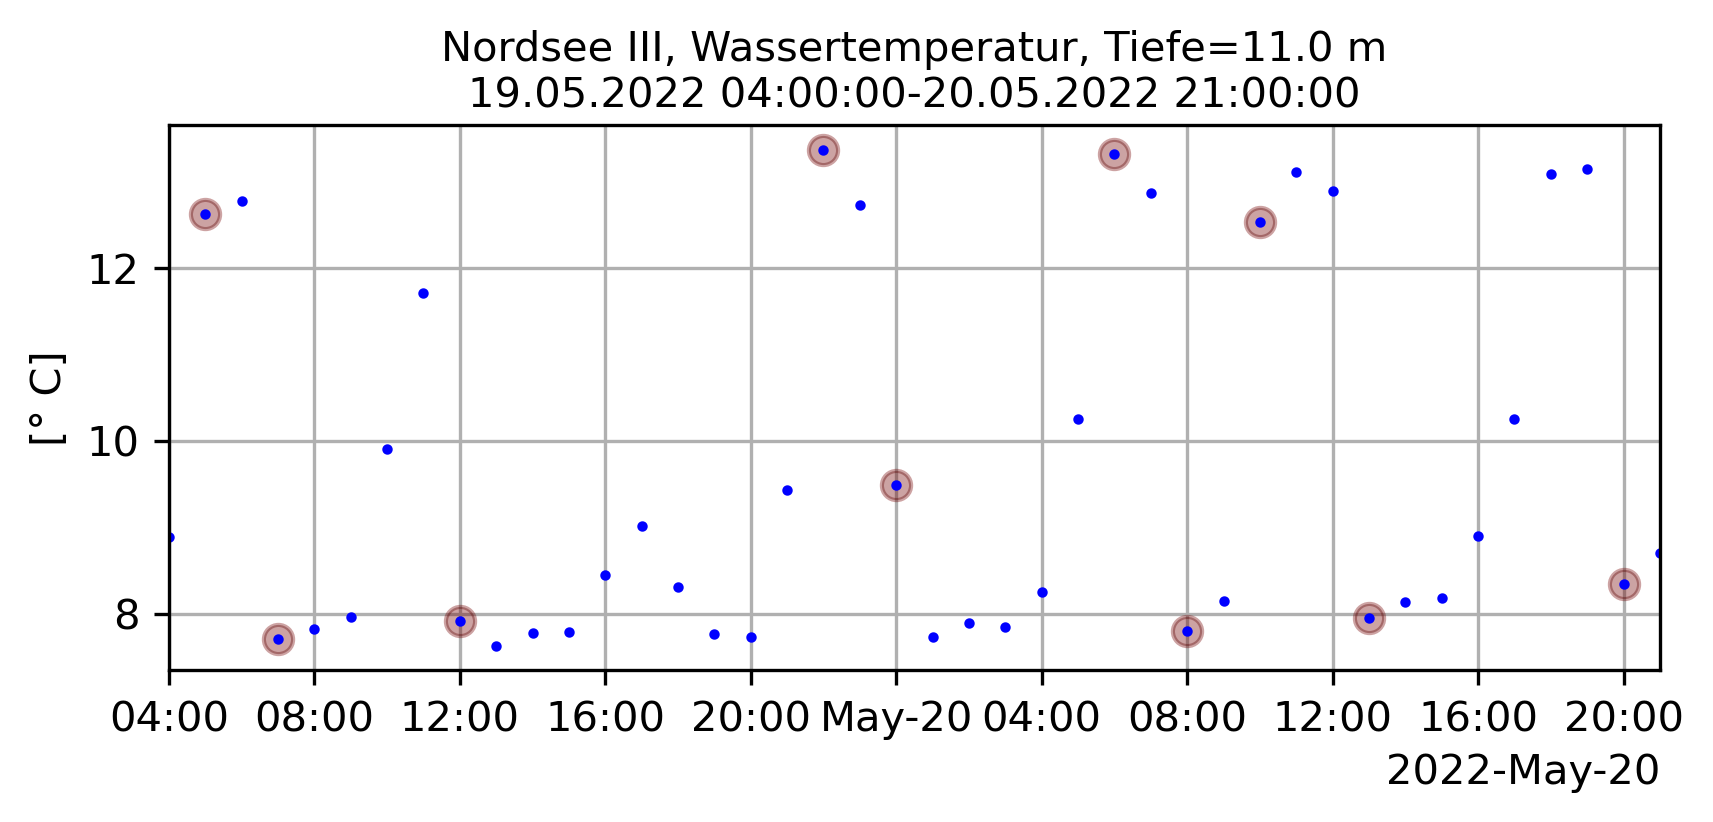 Nordsee III, Wassertemperatur, Tiefe=11.0 m
19.05.2022 04:00:00-20.05.2022 21:00:00
[° C]
12
10
8
04:00 08:00 12:00 16:00 20:00 May-20 04:00 08:00 12:00 16:00 20:00
2022-May-20